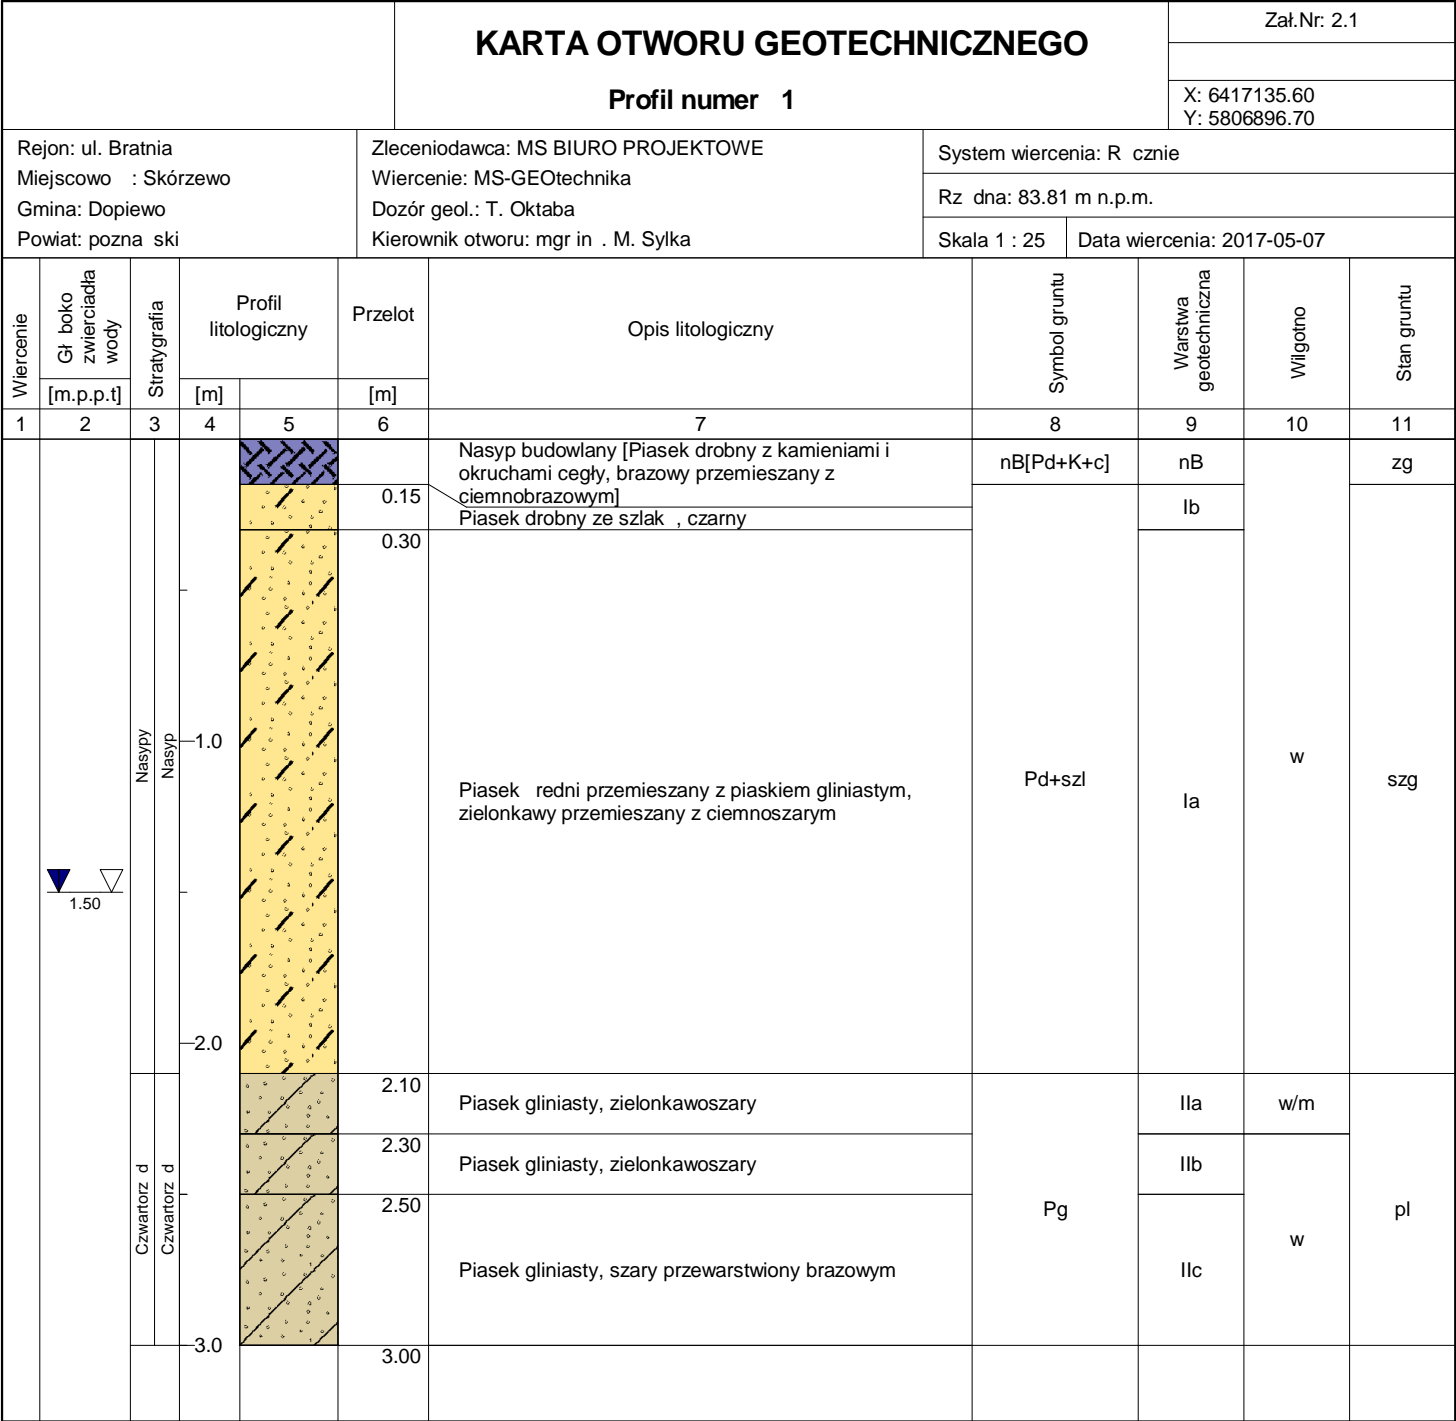 KARTA OTWORU GEOTECHNICZNEGO
Profil numer 1
Zał.Nr: 2.1
X: 6417135.60
Y: 5806896.70
Rejon: ul. Bratnia
Miejscowo : Skórzewo
Gmina: Dopiewo
Powiat: pozna ski
Zleceniodawca: MS BIURO PROJEKTOWE
Wiercenie: MS-GEOtechnika
Dozór geol.: T. Oktaba
Kierownik otworu: mgr in . M. Sylka
System wiercenia: R cznie
Rz dna: 83.81 m n.p.m.
Skala 1 : 25
Data wiercenia: 2017-05-07
Wiercenie
Gł boko
zwierciadła
wody
[m.p.p.t]
Stratygrafia
Profil
litologiczny
[m]
Przelot
[m]
Opis litologiczny
Symbol gruntu
Warstwa
geotechniczna
Wilgotno
Stan gruntu
1 2 3 4 5 6 7 8 9 10 11
Nasyp budowlany [Piasek drobny z kamieniami i
okruchami cegły, brazowy przemieszany z
ciemnobrazowym]
nB[Pd+K+c]
nB
zg
0.15
Piasek drobny ze szlak , czarny
Ib
0.30
Nasypy
Nasyp
1.0
Piasek redni przemieszany z piaskiem gliniastym,
zielonkawy przemieszany z ciemnoszarym
Pd+szl
Ia
w
szg
1.50
2.0
2.10
Piasek gliniasty, zielonkawoszary
IIa
w/m
2.30
Piasek gliniasty, zielonkawoszary
IIb
Czwartorz d
Czwartorz d
2.50
Pg
pl
w
Piasek gliniasty, szary przewarstwiony brazowym
IIc
3.0
3.00